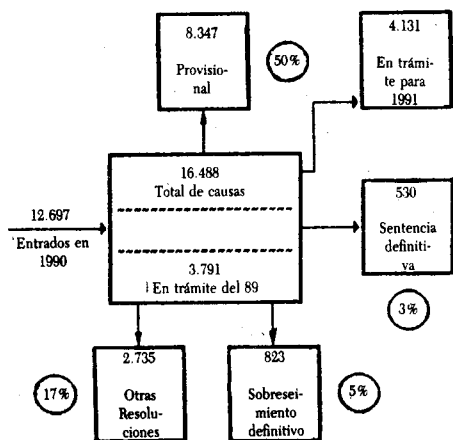 8.347
Provisio-
nal
50%
4.131
En trámi-
te para
1991
16.488
Total de causas
12.697
Entrados en
1990
3.791
En trámite del 89
530
Sentencia
definiti-
va
3%
17%
2.735
Otras
Resolu-
ciones
823
Sobresei-
miento
definitivo
5%